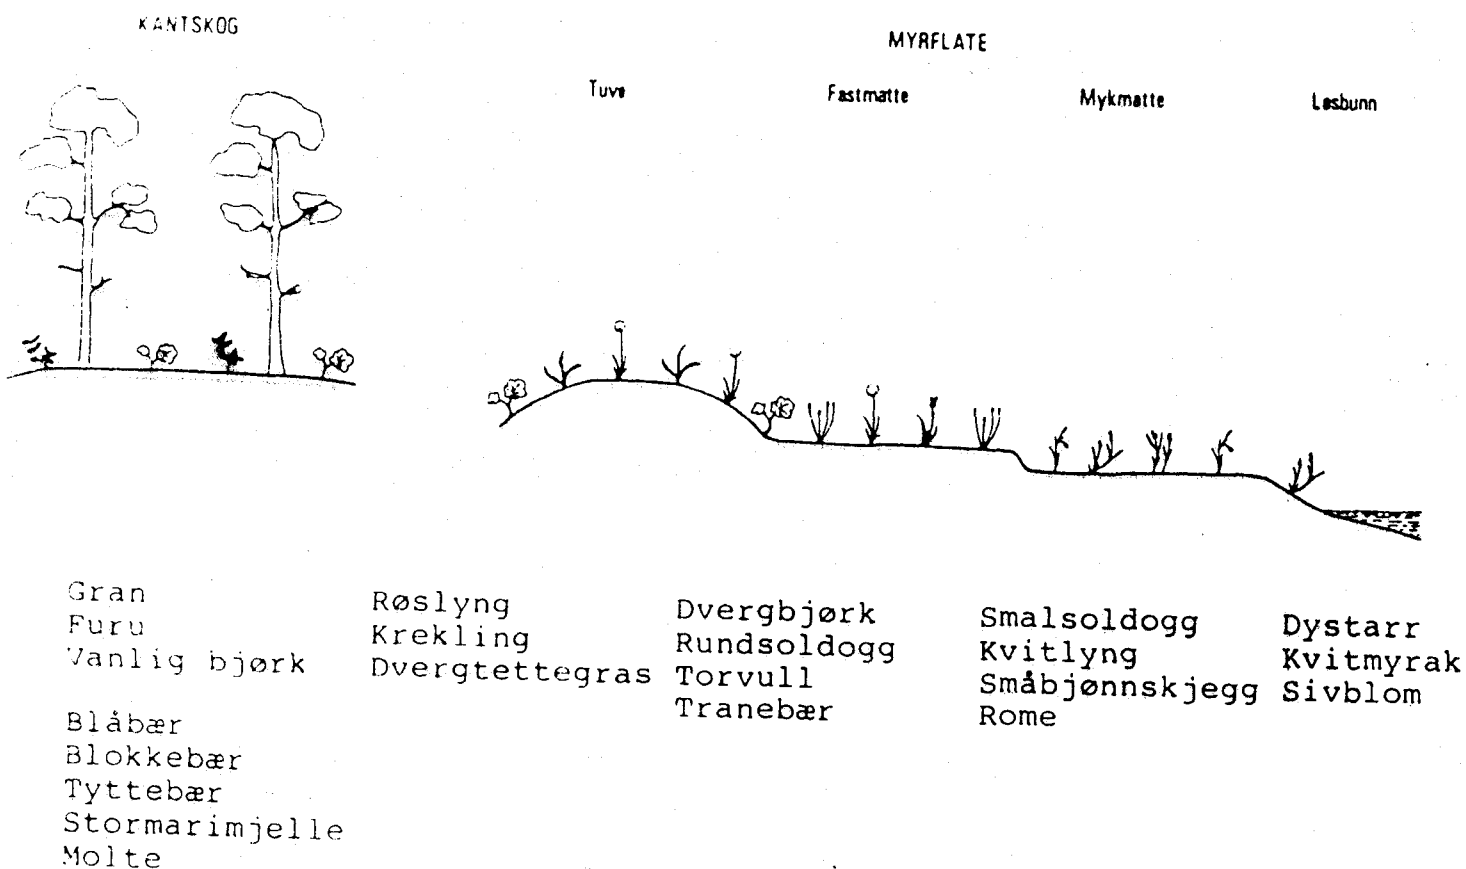 KANTSKOG
MYRFLATE
Tuve
Fastmatte
Mykmatte
Løsbunn
Gran
Furu
Vanlig bjørk
Blåbær
Blokkebær
Tyttebær
Stormarimjelle
Molte
Røslyng
Krekling
Dvergtettegras
Dvergbjørk
Rundsoldogg
Torvull
Tranebær
Smalsoldogg
Kvitlyng
Småbjønnskjegg
Rome
Dystarr
Kvitmyrak
Sivblom